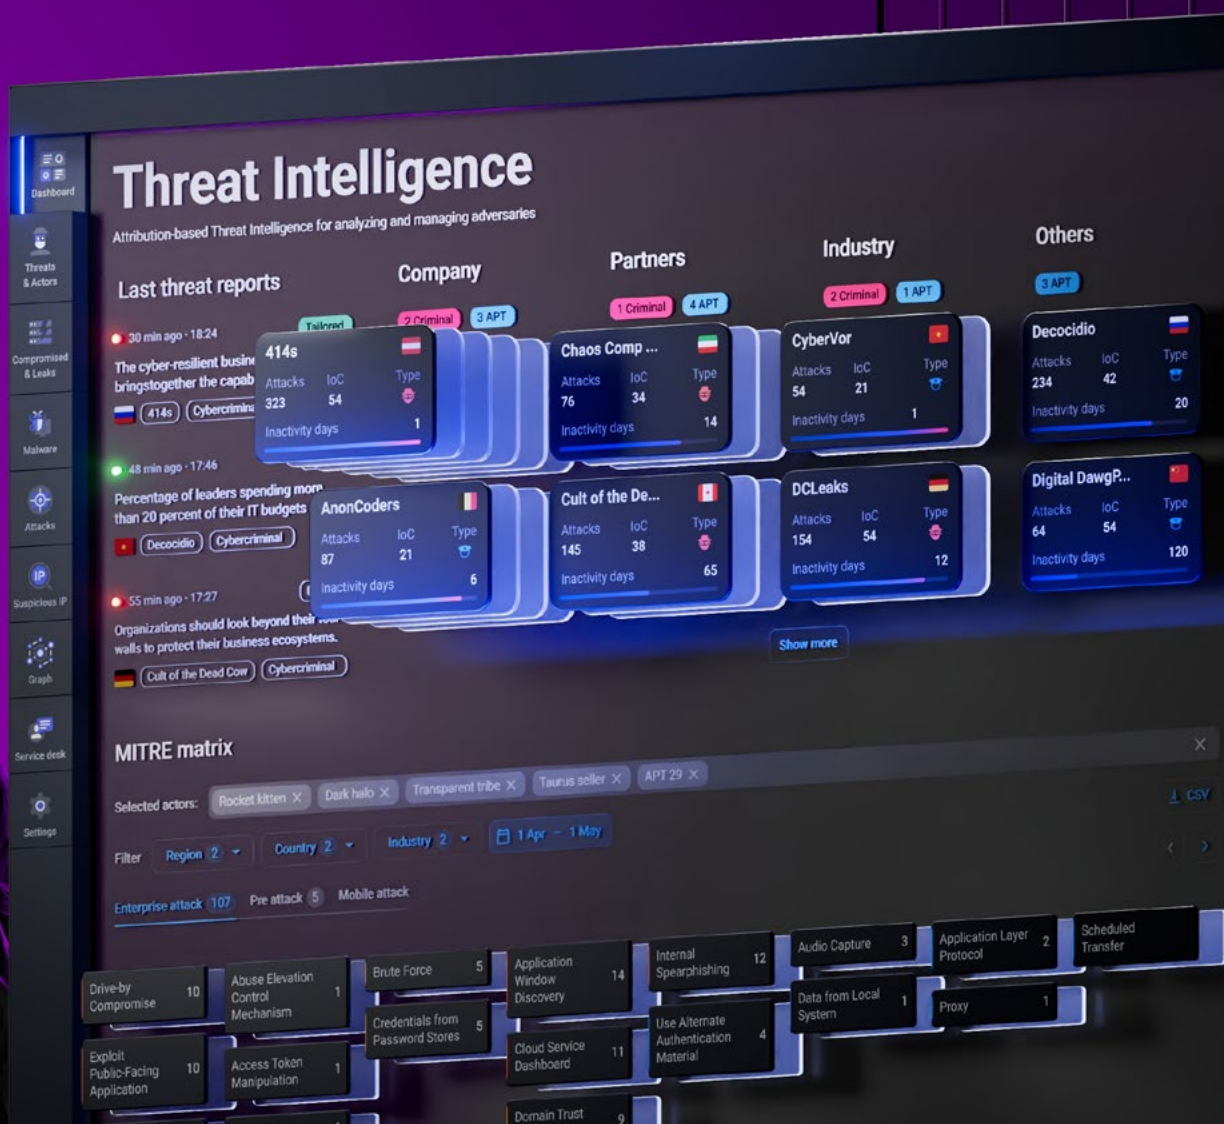 Dashboard
Threats
& Actors
Compromised
& Leaks
Malware
Attacks
IP
Suspicious IP
Graph
Service desk
Settings
Threat Intelligence
Attribution-based Threat Intelligence for analyzing and managing adversaries
Last threat reports
30 min ago · 18:24
Tailored
The cyber-resilient busine
bringstogether the capab
414s
Cybercrimina
48 min ago · 17:46
Percentage of leaders spending more
than 20 percent of their IT budgets
Decocidio
Cybercriminal
55 min ago · 17:27
Organizations should look beyond their
walls to protect their business ecosystems.
Cult of the Dead Cow
Cybercriminal
Company
2 Criminal
3 APT
414s
Attacks IoC Type
323 54
Inactivity days 1
AnonCoders
Attacks IoC Type
87 21
Inactivity days 6
Partners
1 Criminal
4 APT
Chaos Comp ...
Attacks IoC Type
76 34
Inactivity days 14
Cult of the De...
Attacks IoC Type
145 38
Inactivity days 65
Industry
2 Criminal
1 APT
CyberVor
Attacks IoC Type
54 21
Inactivity days 1
DCLeaks
Attacks IoC Type
154 54
Inactivity days 12
Others
3 APT
Decocidio
Attacks IoC Type
234 42
Inactivity days 20
Digital DawgP...
Attacks IoC Type
64 54
Inactivity days 120
Show more
MITRE matrix
Selected actors: Rocket kitten X Dark halo X Transparent tribe X Taurus seller X APT 29 X
CSV
Filter Region 2 Country 2 Industry 2 1 Apr – 1 May
Enterprise attack 107 Pre attack 5 Mobile attack
Drive-by
Compromise 10
Exploit
Public-Facing
Application 10
Abuse Elevation
Control
Mechanism 1
Access Token
Manipulation 1
Brute Force 5
Credentials from
Password Stores 5
Application
Window
Discovery 14
Cloud Service
Dashboard 11
Domain Trust 9
Internal
Spearphishing 12
Use Alternate
Authentication
Material 4
Audio Capture 3
Data from Local
System 1
Application Layer
Protocol 2
Proxy 1
Scheduled
Transfer